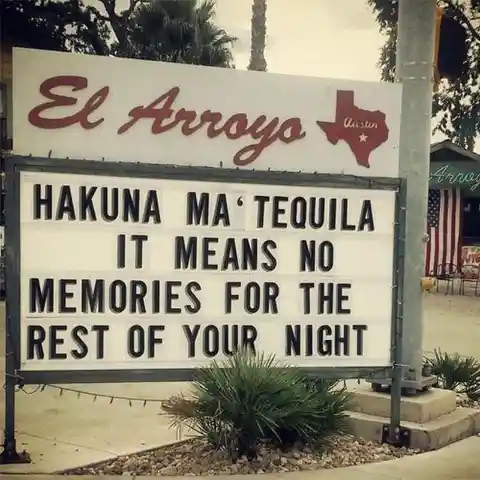 El Arroyo
Austin
HAKUNA MA'TEQUILA
IT MEANS NO
MEMORIES FOR THE
REST OF YOUR NIGHT